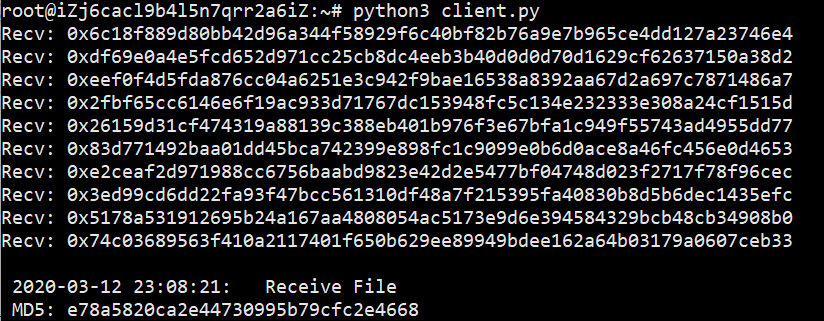 root@iZj6cacl9b4l5n7qrr2a6iZ:~# python3 client.py
Recv: 0x6c18f889d80bb42d96a344f58929f6c40bf82b76a9e7b965ce4dd127a23746e4
Recv: 0xdf69e0a4e5fcd652d971cc25cb8dc4eeb3b40d0d0d70d1629cf62637150a38d2
Recv: 0xeef0f4d5fda876cc04a6251e3c942f9bae16538a8392aa67d2a697c7871486a7
Recv: 0x2fbf65cc6146e6f19ac933d71767dc153948fc5c134e232333e308a24cf1515d
Recv: 0x26159d31cf474319a88139c388eb401b976f3e67bfa1c949f55743ad4955dd77
Recv: 0x83d771492baa01dd45bca742399e898fc1c9099e0b6d0ace8a46fc456e0d4653
Recv: 0xe2ceaf2d971988cc6756baabd9823e42d2e5477bf04748d023f2717f78f96cec
Recv: 0x3ed99cd6dd22fa93f47bcc561310df48a7f215395fa40830b8d5b6dec1435efc
Recv: 0x5178a531912695b24a167aa4808054ac5173e9d6e394584329bcb48cb34908b0
Recv: 0x74c03689563f410a2117401f650b629ee89949bdee162a64b03179a0607ceb33
2020-03-12 23:08:21:   Receive File
MD5: e78a5820ca2e44730995b79cfc2e4668